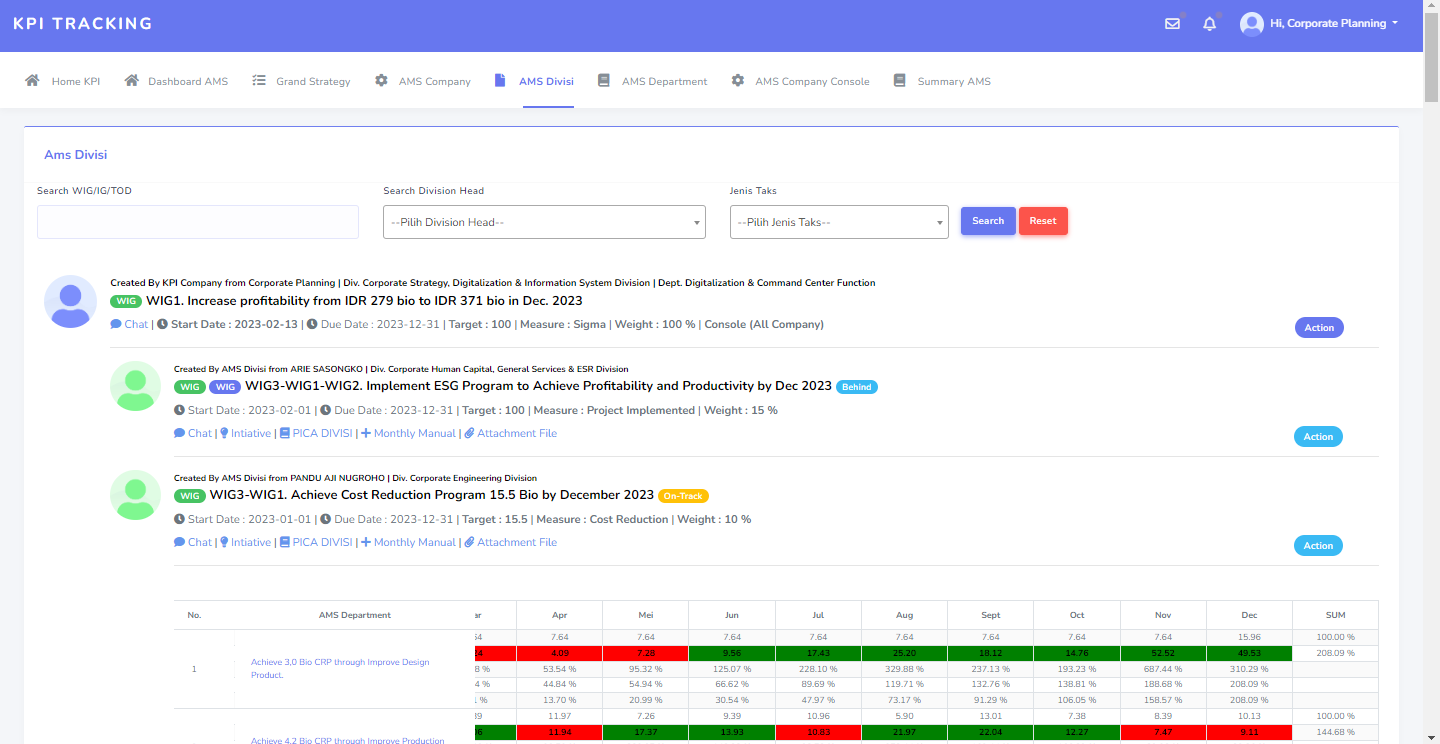 KPI TRACKING
Hi, Corporate Planning
Home KPI Dashboard AMS Grand Strategy AMS Company AMS Divisi AMS Department AMS Company Console Summary AMS
Ams Divisi
Search WIG/IG/TOD Search Division Head Jenis Taks
--Pilih Division Head-- --Pilih Jenis Taks-- Search Reset
Created By KPI Company from Corporate Planning | Div. Corporate Strategy, Digitalization & Information System Division | Dept. Digitalization & Command Center Function
WIG WIG1. Increase profitability from IDR 279 bio to IDR 371 bio in Dec. 2023
Chat | Start Date : 2023-02-13 | Due Date : 2023-12-31 | Target : 100 | Measure : Sigma | Weight : 100 % | Console (All Company)
Action
Created By AMS Divisi from ARIE SASONGKO | Div. Corporate Human Capital, General Services & ESR Division
WIG WIG WIG3-WIG1-WIG2. Implement ESG Program to Achieve Profitability and Productivity by Dec 2023 Behind
Start Date : 2023-02-01 | Due Date : 2023-12-31 | Target : 100 | Measure : Project Implemented | Weight : 15 %
Chat | Intiative | PICA DIVISI | Monthly Manual | Attachment File
Action
Created By AMS Divisi from PANDU AJI NUGROHO | Div. Corporate Engineering Division
WIG WIG3-WIG1. Achieve Cost Reduction Program 15.5 Bio by December 2023 On-Track
Start Date : 2023-01-01 | Due Date : 2023-12-31 | Target : 15.5 | Measure : Cost Reduction | Weight : 10 %
Chat | Intiative | PICA DIVISI | Monthly Manual | Attachment File
Action
No. AMS Department ar Apr Mei Jun Jul Aug Sept Oct Nov Dec SUM
64 7.64 7.64 7.64 7.64 7.64 7.64 7.64 7.64 15.96 100.00 %
24 4.09 7.28 9.56 17.43 25.20 18.12 14.76 52.52 49.53 208.09 %
1 Achieve 3,0 Bio CRP through Improve Design Product.
8 % 53.54 % 95.32 % 125.07 % 228.10 % 329.88 % 237.13 % 193.23 % 687.44 % 310.29 %
4 % 44.84 % 54.94 % 66.62 % 89.69 % 119.71 % 132.76 % 138.81 % 188.68 % 208.09 %
% 13.70 % 20.99 % 30.54 % 47.97 % 73.17 % 91.29 % 106.05 % 158.57 % 208.09 %
39 11.97 7.26 9.39 10.96 5.90 13.01 7.38 8.39 10.13 100.00 %
06 11.94 17.37 13.93 10.83 21.97 22.04 12.27 7.47 9.11 144.68 %
Achieve 4,2 Bio CRP through Improve Production